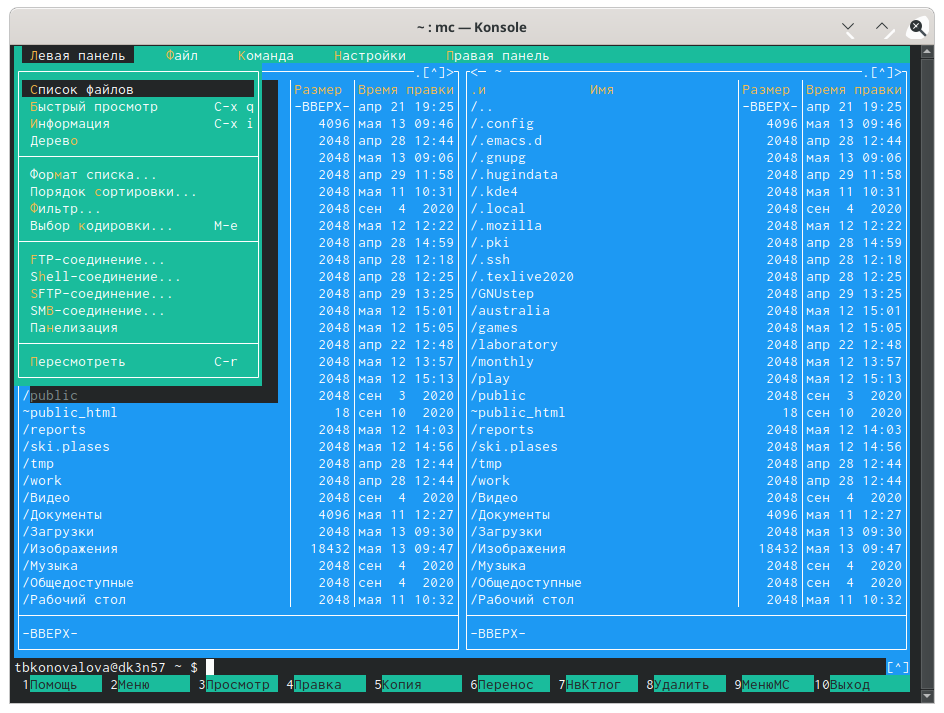 ~ : mc — Konsole
Левая панель Файл Команда Настройки Правая панель
.[^]> <— ~ .[^]>
Список файлов Размер Время правки .и Имя Размер Время правки
Быстрый просмотр C-x q -ВВЕРХ- апр 21 19:25 /.. -ВВЕРХ- апр 21 19:25
Информация C-x i 4096 мая 13 09:46 /.config 4096 мая 13 09:46
Дерево 2048 апр 28 12:44 /.emacs.d 2048 апр 28 12:44
2048 мая 13 09:06 /.gnupg 2048 мая 13 09:06
Формат списка... 2048 апр 29 11:58 /.hugindata 2048 апр 29 11:58
Порядок сортировки... 2048 мая 11 10:31 /.kde4 2048 мая 11 10:31
Фильтр... 2048 сен 4 2020 /.local 2048 сен 4 2020
Выбор кодировки... M-e 2048 мая 12 12:22 /.mozilla 2048 мая 12 12:22
2048 апр 28 14:59 /.pki 2048 апр 28 14:59
FTP-соединение... 2048 апр 28 12:18 /.ssh 2048 апр 28 12:18
Shell-соединение... 2048 апр 28 12:25 /.texlive2020 2048 апр 28 12:25
SFTP-соединение... 2048 апр 29 13:25 /GNUstep 2048 апр 29 13:25
SMB-соединение... 2048 мая 12 15:01 /australia 2048 мая 12 15:01
Панелизация 2048 мая 12 15:05 /games 2048 мая 12 15:05
2048 апр 22 12:48 /laboratory 2048 апр 22 12:48
Пересмотреть C-r 2048 мая 12 13:57 /monthly 2048 мая 12 13:57
2048 мая 12 15:13 /play 2048 мая 12 15:13
/public 2048 сен 3 2020 /public 2048 сен 3 2020
~public_html 18 сен 10 2020 ~public_html 18 сен 10 2020
/reports 2048 мая 12 14:03 /reports 2048 мая 12 14:03
/ski.plases 2048 мая 12 14:56 /ski.plases 2048 мая 12 14:56
/tmp 2048 апр 28 12:44 /tmp 2048 апр 28 12:44
/work 2048 апр 28 12:44 /work 2048 апр 28 12:44
/Видео 2048 сен 4 2020 /Видео 2048 сен 4 2020
/Документы 4096 мая 11 12:27 /Документы 4096 мая 11 12:27
/Загрузки 2048 мая 13 09:30 /Загрузки 2048 мая 13 09:30
/Изображения 18432 мая 13 09:47 /Изображения 18432 мая 13 09:47
/Музыка 2048 сен 4 2020 /Музыка 2048 сен 4 2020
/Общедоступные 2048 сен 4 2020 /Общедоступные 2048 сен 4 2020
/Рабочий стол 2048 мая 11 10:32 /Рабочий стол 2048 мая 11 10:32
-ВВЕРХ- -ВВЕРХ-
tbkonovalova@dk3n57 ~ $ [^]
1Помощь 2Меню 3Просмотр 4Правка 5Копия 6Перенос 7НвКтлог 8Удалить 9МенюMC 10Выход